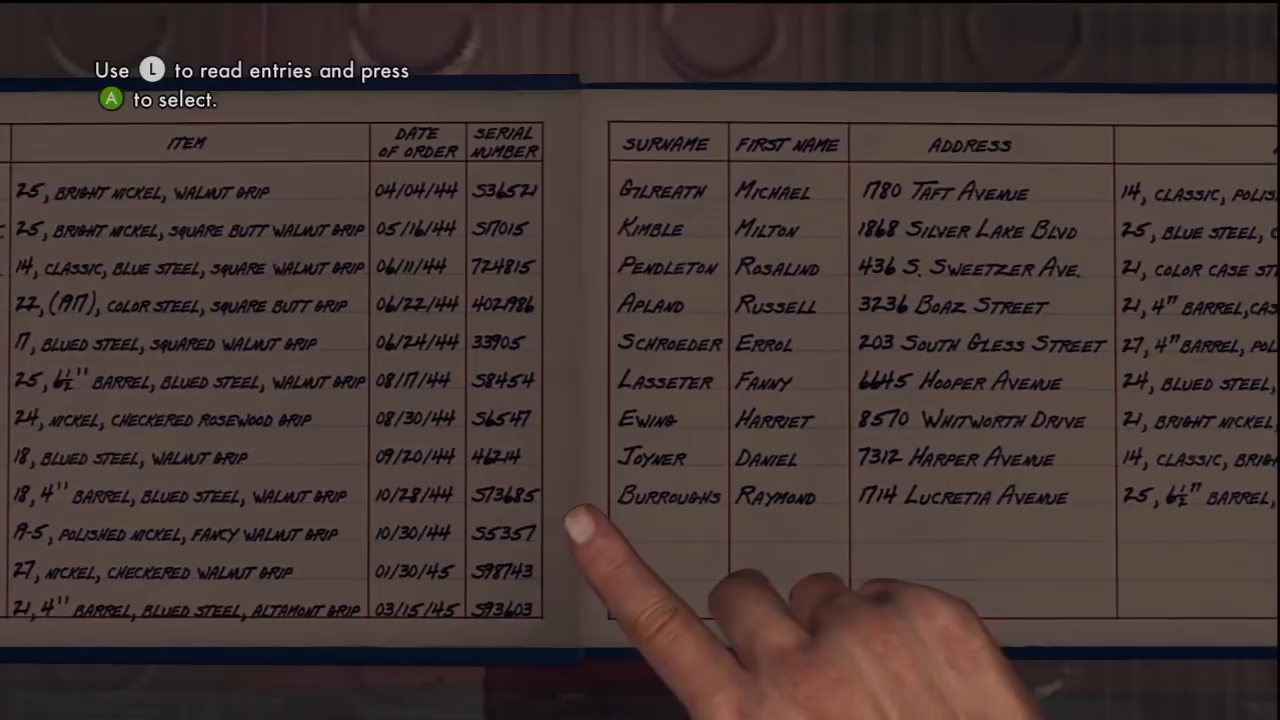 Use L to read entries and press
A to select.
ITEM DATE OF ORDER SERIAL NUMBER
25, BRIGHT NICKEL, WALNUT GRIP 04/04/44 S36521
25, BRIGHT NICKEL, SQUARE BUTT WALNUT GRIP 05/16/44 S17015
14, CLASSIC, BLUE STEEL, SQUARE WALNUT GRIP 06/11/44 724815
22, (1917), COLOR STEEL, SQUARE BUTT GRIP 06/22/44 402986
17, BLUED STEEL, SQUARED WALNUT GRIP 06/24/44 33905
25, 6½" BARREL, BLUED STEEL, WALNUT GRIP 08/17/44 S8454
24, NICKEL, CHECKERED ROSEWOOD GRIP 08/30/44 S6547
18, BLUED STEEL, WALNUT GRIP 09/20/44 46214
18, 4" BARREL, BLUED STEEL, WALNUT GRIP 10/28/44 S73685
19-5, POLISHED NICKEL, FANCY WALNUT GRIP 10/30/44 S5357
27, NICKEL, CHECKERED WALNUT GRIP 01/30/45 S98743
21, 4" BARREL, BLUED STEEL, ALTAMONT GRIP 03/15/45 S93603
SURNAME FIRST NAME ADDRESS
GILREATH MICHAEL 1780 TAFT AVENUE 14, CLASSIC, POLIS
KIMBLE MILTON 1868 SILVER LAKE BLVD 25, BLUE STEEL,
PENDLETON ROSALIND 436 S. SWEETZER AVE. 21, COLOR CASE ST
APLAND RUSSELL 3236 BOAZ STREET 21, 4" BARREL, CAS
SCHROEDER ERROL 203 SOUTH GLESS STREET 27, 4" BARREL, POL
LASSETER FANNY 6645 HOOPER AVENUE 24, BLUED STEEL,
EWING HARRIET 8570 WHITWORTH DRIVE 21, BRIGHT NICKEL,
JOYNER DANIEL 7312 HARPER AVENUE 14, CLASSIC, BRIG
BURROUGHS RAYMOND 1714 LUCRETIA AVENUE 25, 6½" BARREL,